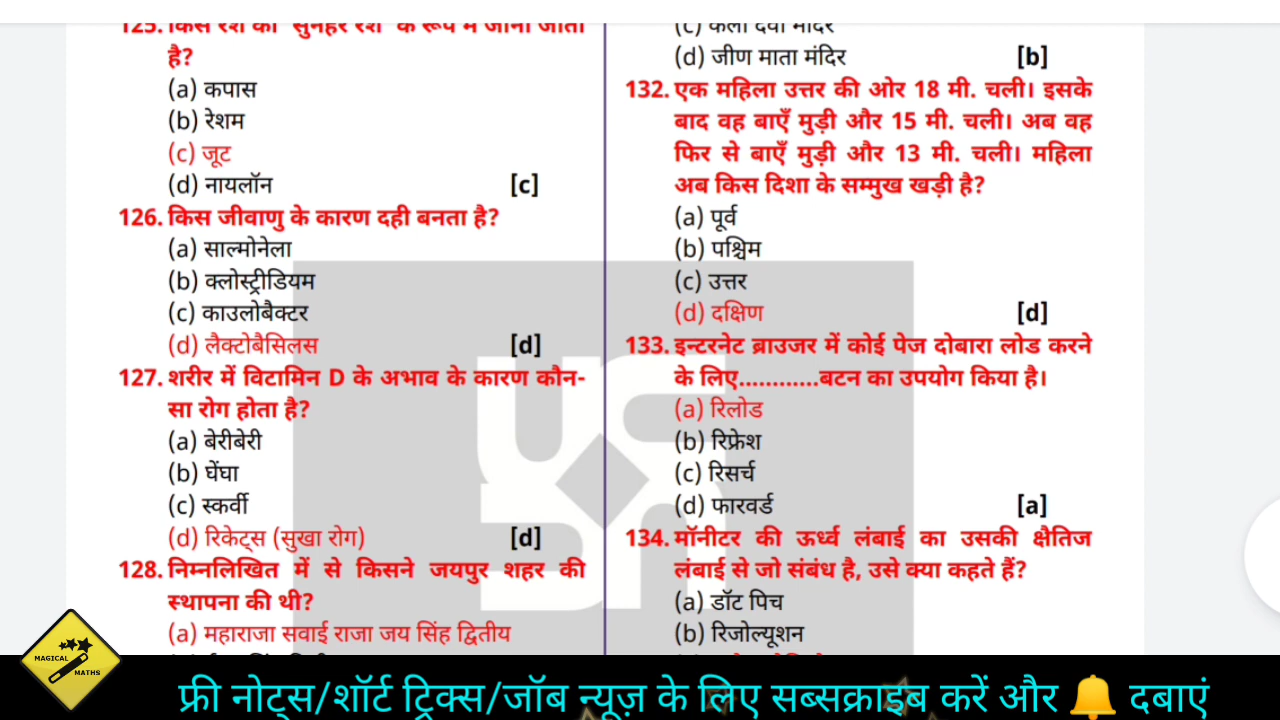 125. किस रेशे को "सुनहरे रेशे" के रूप में जाना जाता
है?
(a) कपास
(b) रेशम
(c) जूट
(d) नायलॉन [c]
126. किस जीवाणु के कारण दही बनता है?
(a) साल्मोनेला
(b) क्लोस्ट्रीडियम
(c) काउलोबैक्टर
(d) लैक्टोबैसिलस [d]
127. शरीर में विटामिन D के अभाव के कारण कौन-
सा रोग होता है?
(a) बेरीबेरी
(b) घेंघा
(c) स्कर्वी
(d) रिकेट्स (सुखा रोग) [d]
128. निम्नलिखित में से किसने जयपुर शहर की
स्थापना की थी?
(a) महाराजा सवाई राजा जय सिंह द्वितीय
(c) कैला देवी मंदिर
(d) जीण माता मंदिर [b]
132. एक महिला उत्तर की ओर 18 मी. चली। इसके
बाद वह बाएँ मुड़ी और 15 मी. चली। अब वह
फिर से बाएँ मुड़ी और 13 मी. चली। महिला
अब किस दिशा के सम्मुख खड़ी है?
(a) पूर्व
(b) पश्चिम
(c) उत्तर
(d) दक्षिण [d]
133. इन्टरनेट ब्राउजर में कोई पेज दोबारा लोड करने
के लिए............बटन का उपयोग किया है।
(a) रिलोड
(b) रिफ्रेश
(c) रिसर्च
(d) फारवर्ड [a]
134. मॉनीटर की ऊर्ध्व लंबाई का उसकी क्षैतिज
लंबाई से जो संबंध है, उसे क्या कहते हैं?
(a) डॉट पिच
(b) रिजोल्यूशन
MAGICAL
MATHS
फ्री नोट्स/शॉर्ट ट्रिक्स/जॉब न्यूज़ के लिए सब्सक्राइब करें और 🔔 दबाएं